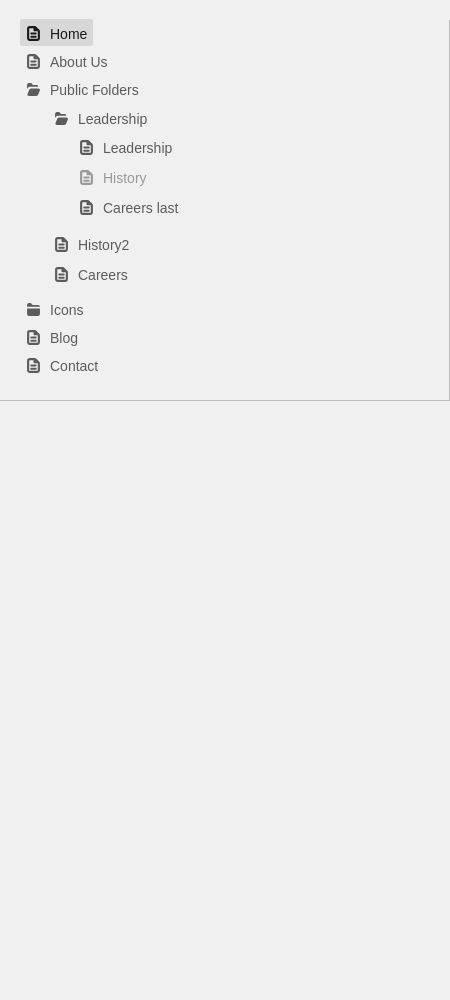 Home
About Us
Public Folders
Leadership
Leadership
History
Careers last
History2
Careers
Icons
Blog
Contact